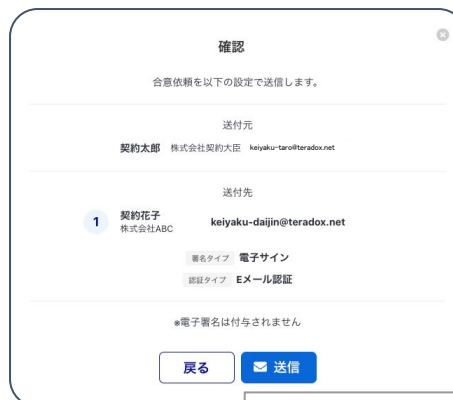 確認
合意依頼を以下の設定で送信します。
送付元
契約太郎 株式会社契約大臣 keiyaku-taro@teradox.net
送付先
1 契約花子 keiyaku-daijin@teradox.net
株式会社ABC
署名タイプ 電子サイン
認証タイプ Eメール認証
※電子署名は付与されません
戻る 送信